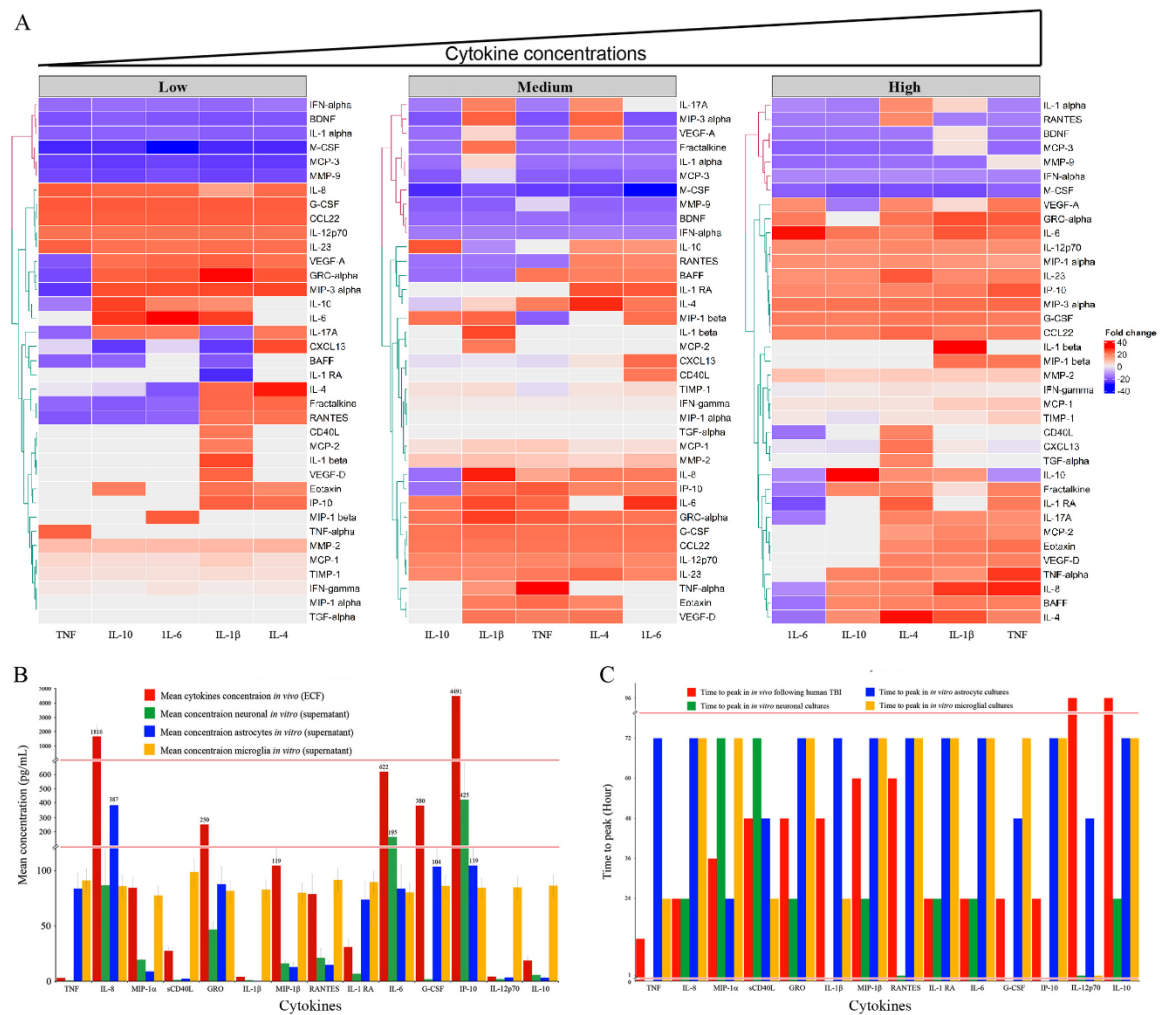 A
Cytokine concentrations
Low
IFN-alpha
BDNF
IL-1 alpha
M-CSF
MCP-3
MMP-9
IL-8
G-CSF
CCL22
IL-12p70
IL-23
VEGF-A
GRC-alpha
MIP-3 alpha
IL-10
IL-6
IL-17A
CXCL13
BAFF
IL-1 RA
IL-4
Fractalkine
RANTES
CD40L
MCP-2
IL-1 beta
VEGF-D
Eotaxin
IP-10
MIP-1 beta
TNF-alpha
MMP-2
MCP-1
TIMP-1
IFN-gamma
MIP-1 alpha
TGF-alpha
TNF IL-10 1L-6 IL-1β IL-4
Medium
IL-17A
MIP-3 alpha
VEGF-A
Fractalkine
IL-1 alpha
MCP-3
M-CSF
MMP-9
BDNF
IFN-alpha
IL-10
RANTES
BAFF
IL-1 RA
IL-4
MIP-1 beta
IL-1 beta
MCP-2
CXCL13
CD40L
TIMP-1
IFN-gamma
MIP-1 alpha
TGF-alpha
MCP-1
MMP-2
IL-8
IP-10
IL-6
GRC-alpha
G-CSF
CCL22
IL-12p70
IL-23
TNF-alpha
Eotaxin
VEGF-D
IL-10 IL-1β TNF IL-4 1L-6
High
IL-1 alpha
RANTES
BDNF
MCP-3
MMP-9
IFN-alpha
M-CSF
VEGF-A
GRC-alpha
IL-6
IL-12p70
MIP-1 alpha
IL-23
IP-10
MIP-3 alpha
G-CSF
CCL22
IL-1 beta
MIP-1 beta
MMP-2
IFN-gamma
MCP-1
TIMP-1
CD40L
CXCL13
TGF-alpha
IL-10
Fractalkine
IL-1 RA
IL-17A
MCP-2
Eotaxin
VEGF-D
TNF-alpha
IL-8
BAFF
IL-4
1L-6 IL-10 IL-4 IL-1β TNF
Fold change
40
20
0
-20
-40
B
Mean cytokines concentraion in vivo (ECF)
Mean concentraion neuronal in vitro (supernatant)
Mean concentraion astrocytes in vitro (supernatant)
Mean concentraion microglia in vitro (supernatant)
Mean concentration (pg/mL)
5000
4000
3000
2000
1000
600
400
300
200
100
50
0
1816
387
250
119
622
195
380
104
4491
425
119
TNF IL-8 MIP-1α sCD40L GRO IL-1β MIP-1β RANTES IL-1 RA IL-6 G-CSF IP-10 IL-12p70 IL-10
Cytokines
C
Time to peak in in vivo following human TBI
Time to peak in in vitro neuronal cultures
Time to peak in in vitro astrocyte cultures
Time to peak in in vitro microglial cultures
Time to peak (Hour)
96
72
60
48
36
24
1
TNF IL-8 MIP-1α sCD40L GRO IL-1β MIP-1β RANTES IL-1 RA IL-6 G-CSF IP-10 IL-12p70 IL-10
Cytokines